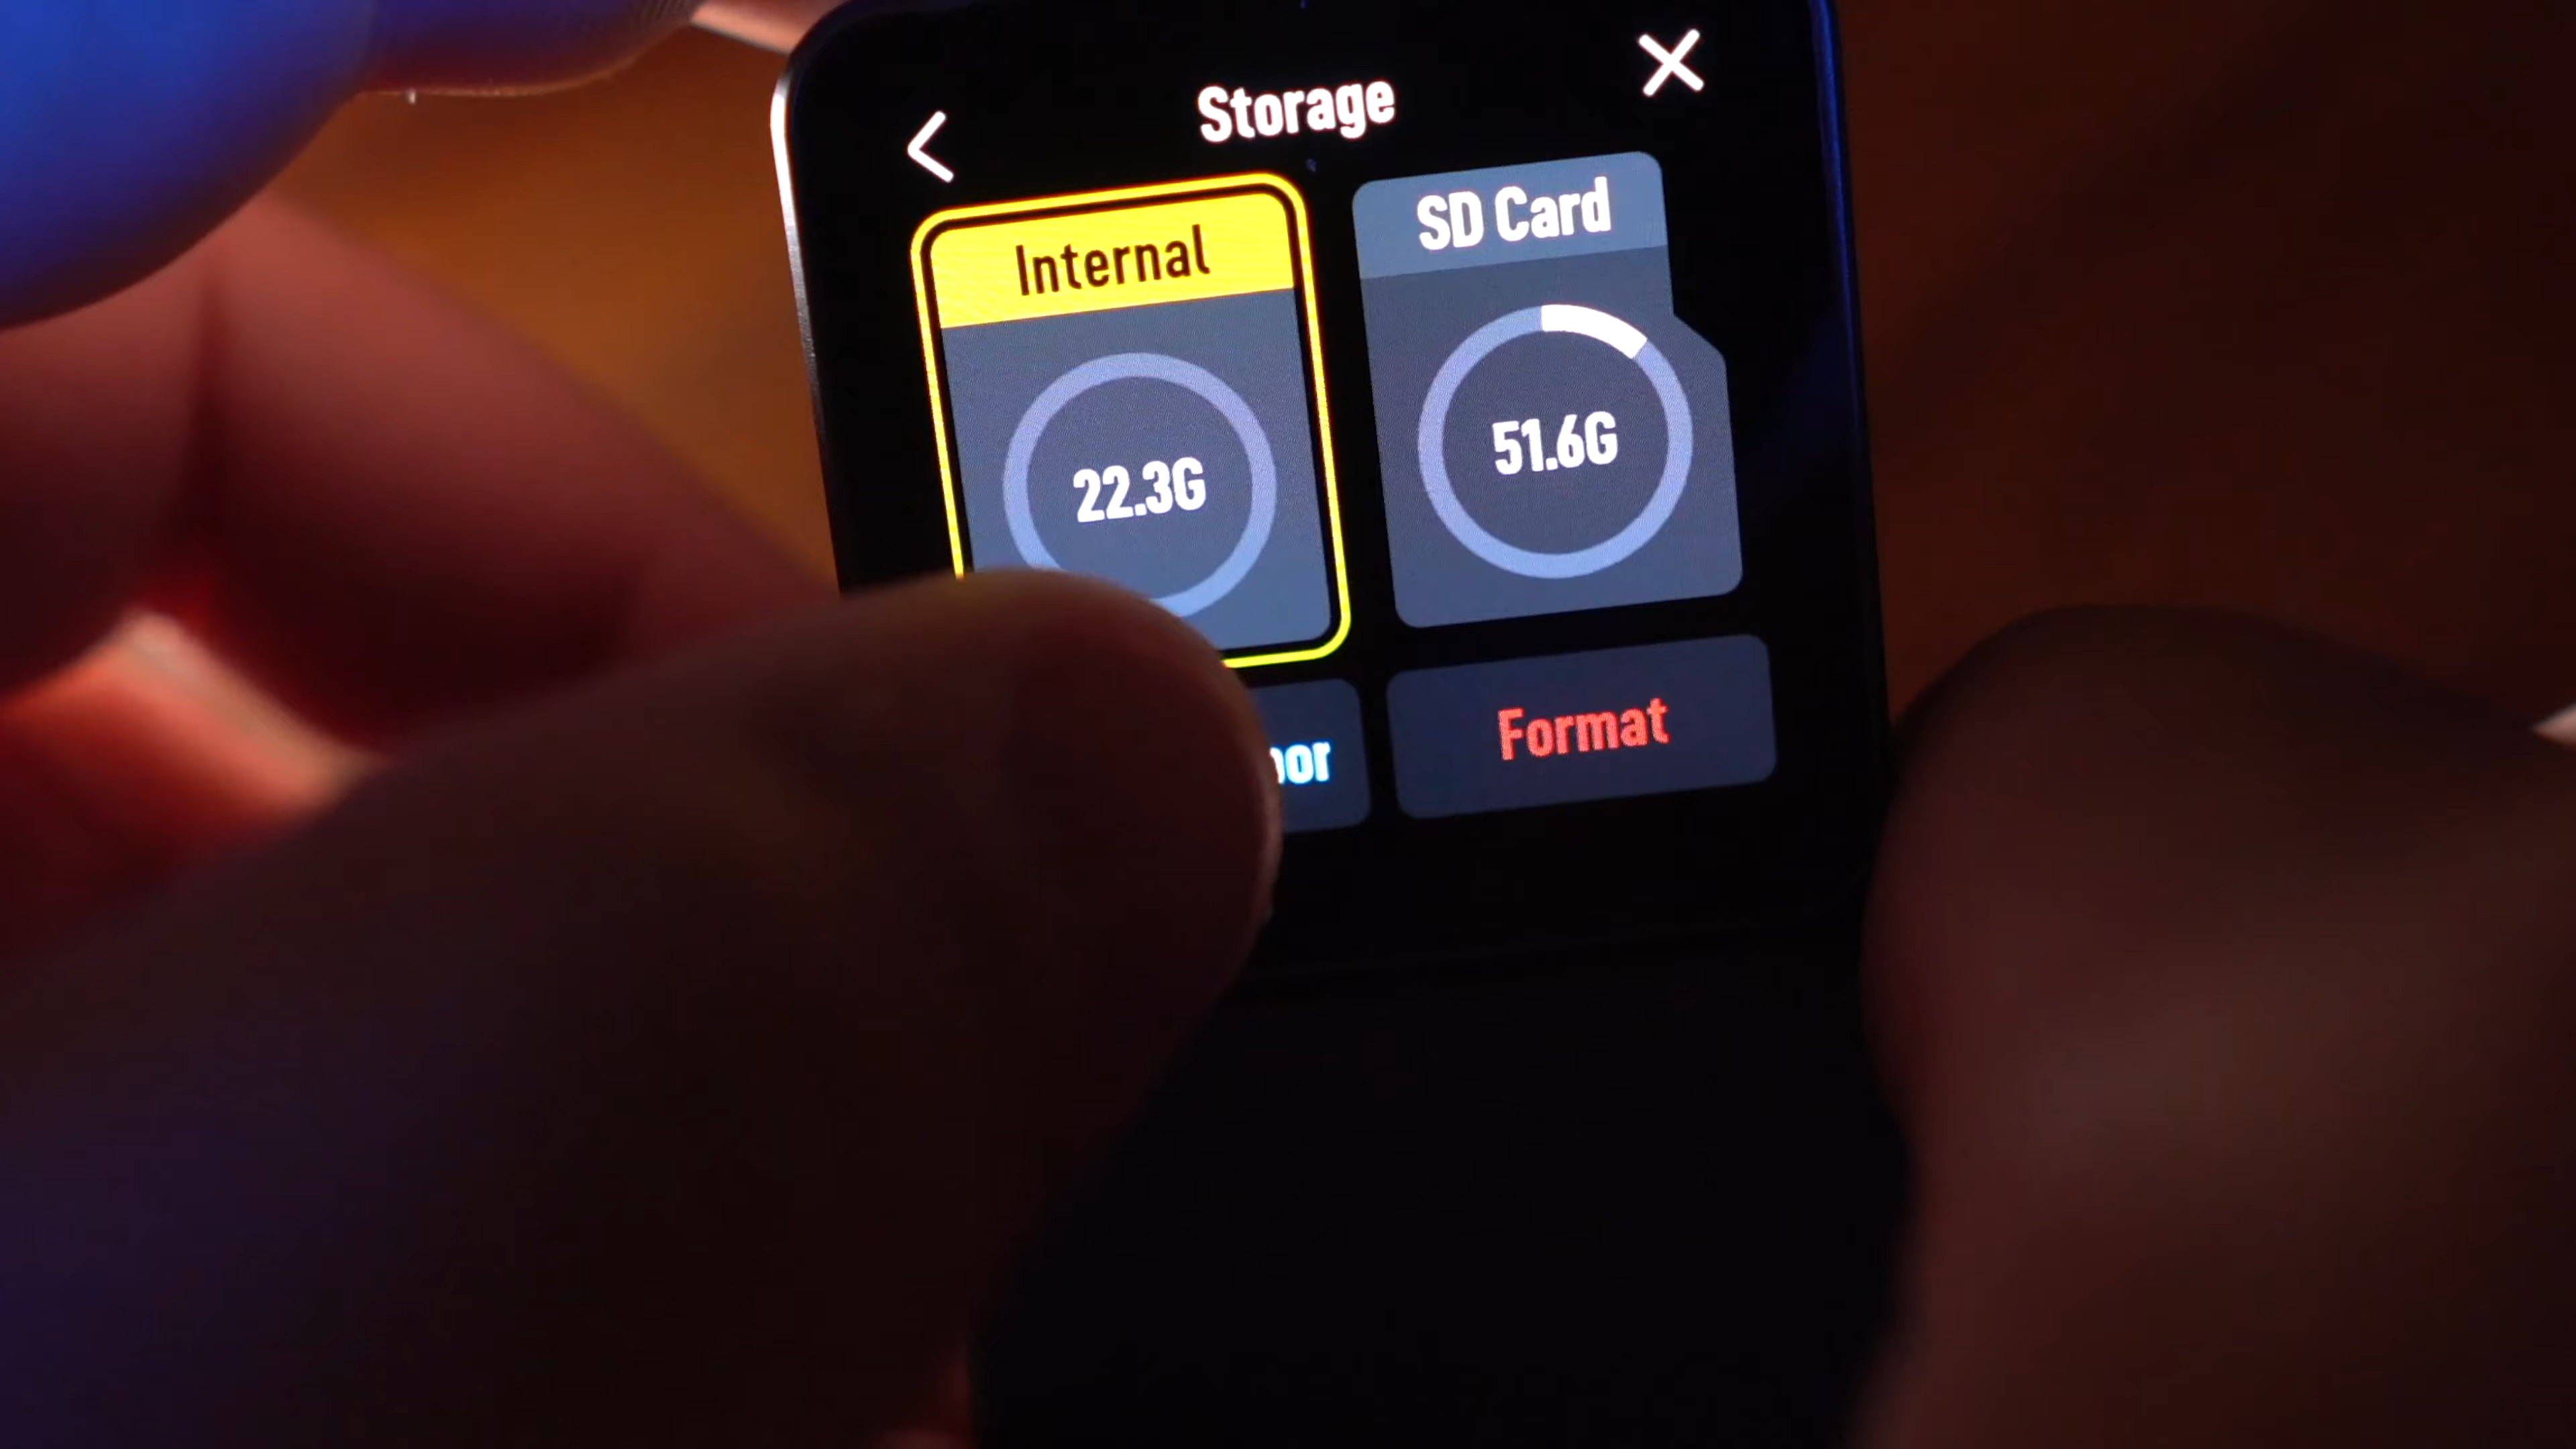 Storage
Internal
SD Card
22.3G
51.6G
Format